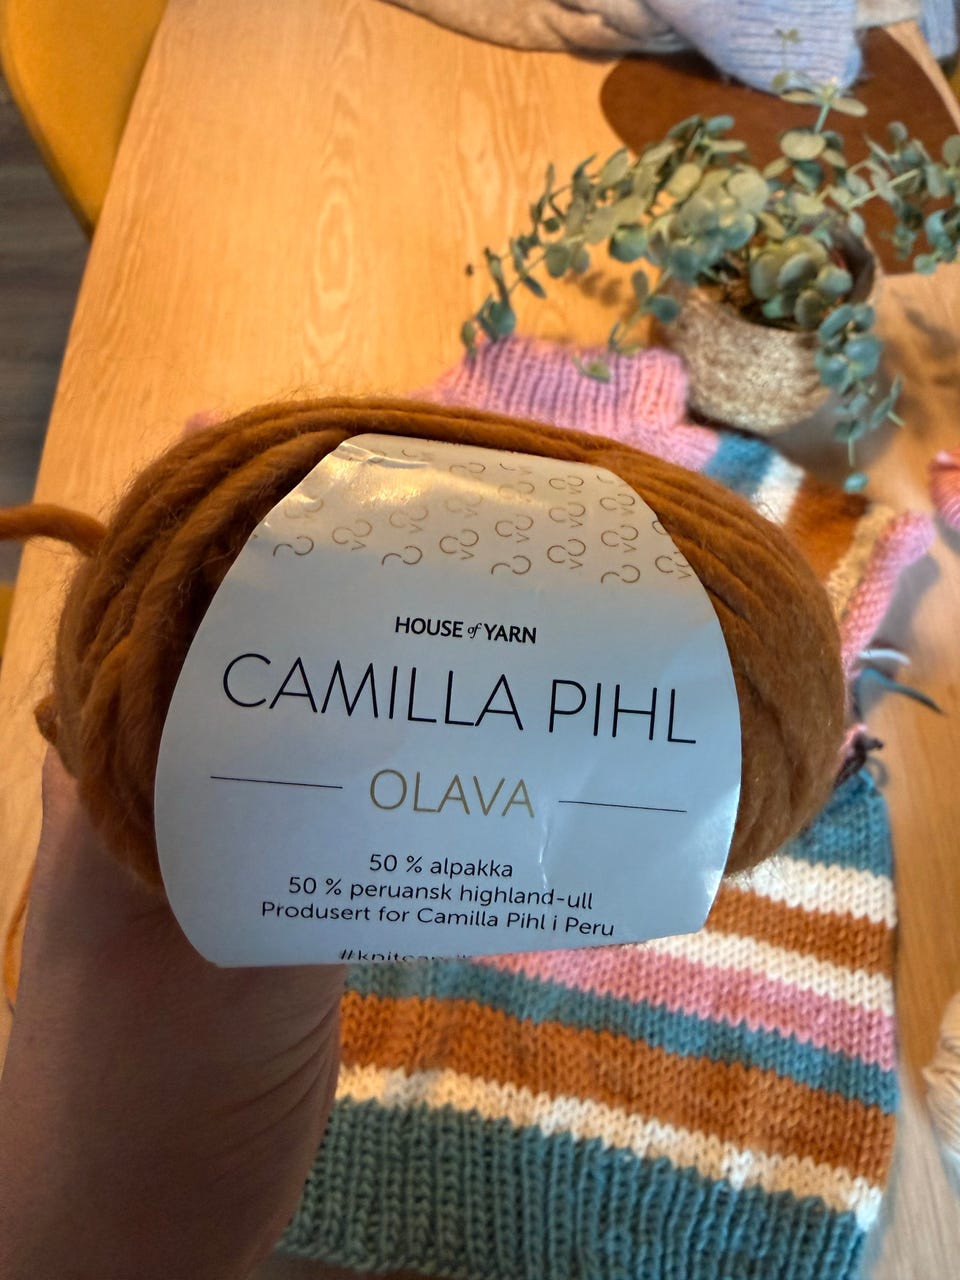 HOUSE of YARN
CAMILLA PIHL
OLAVA
50 % alpakka
50 % peruansk highland-ull
Produsert for Camilla Pihl i Peru